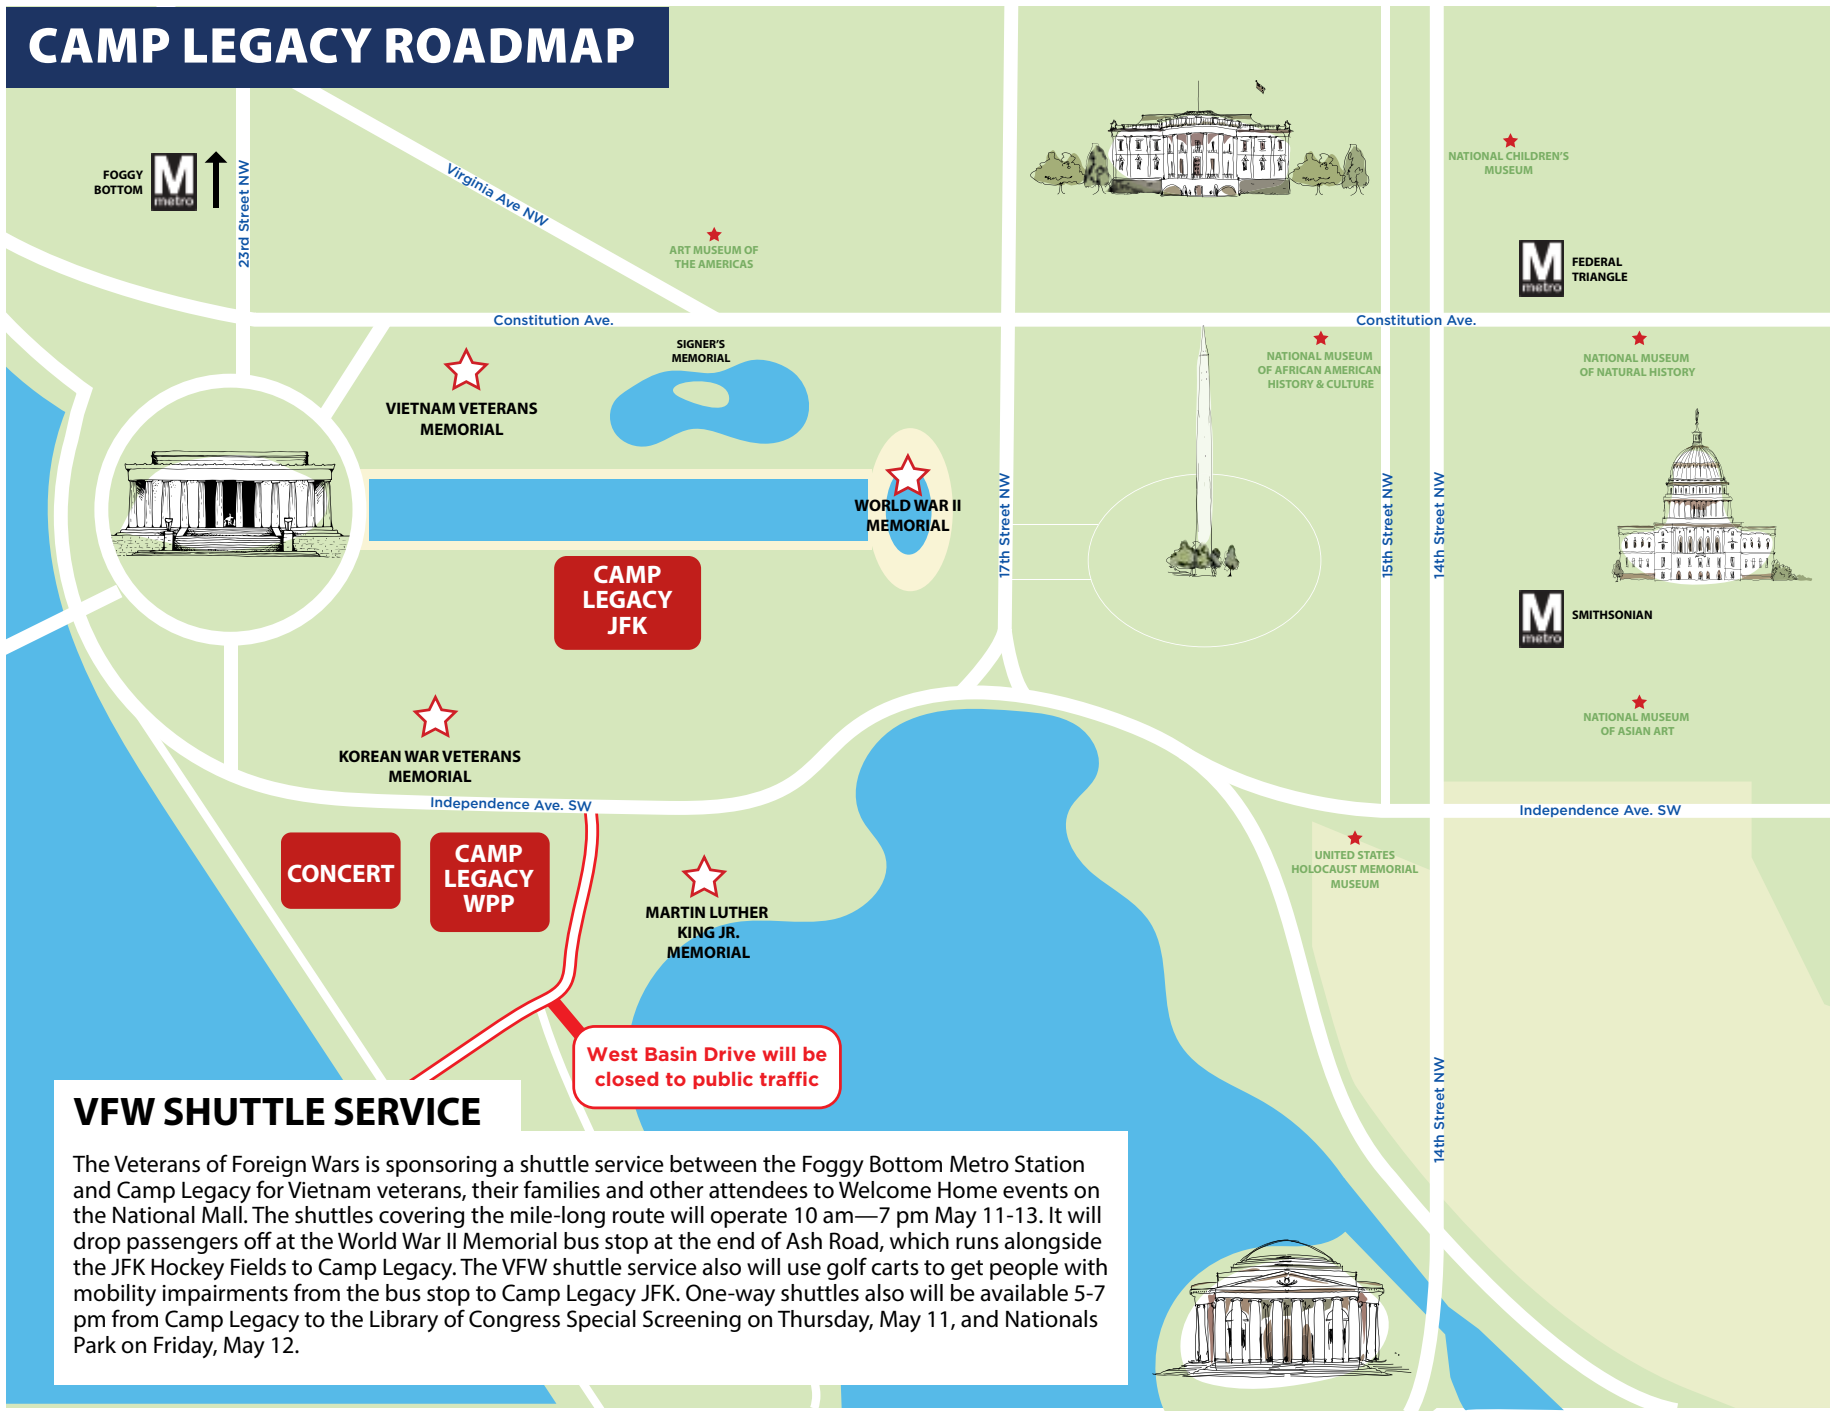 CAMP LEGACY ROADMAP
FOGGY
BOTTOM
M
metro
23rd Street NW
Virginia Ave NW
ART MUSEUM OF
THE AMERICAS
NATIONAL CHILDREN'S
MUSEUM
M
metro
FEDERAL
TRIANGLE
Constitution Ave.
Constitution Ave.
VIETNAM VETERANS
MEMORIAL
SIGNER'S
MEMORIAL
NATIONAL MUSEUM
OF AFRICAN AMERICAN
HISTORY & CULTURE
NATIONAL MUSEUM
OF NATURAL HISTORY
WORLD WAR II
MEMORIAL
17th Street NW
15th Street NW
14th Street NW
CAMP
LEGACY
JFK
M
metro
SMITHSONIAN
KOREAN WAR VETERANS
MEMORIAL
NATIONAL MUSEUM
OF ASIAN ART
Independence Ave. SW
Independence Ave. SW
CONCERT
CAMP
LEGACY
WPP
MARTIN LUTHER
KING JR.
MEMORIAL
UNITED STATES
HOLOCAUST MEMORIAL
MUSEUM
West Basin Drive will be
closed to public traffic
14th Street NW
VFW SHUTTLE SERVICE
The Veterans of Foreign Wars is sponsoring a shuttle service between the Foggy Bottom Metro Station
and Camp Legacy for Vietnam veterans, their families and other attendees to Welcome Home events on
the National Mall. The shuttles covering the mile-long route will operate 10 am—7 pm May 11-13. It will
drop passengers off at the World War II Memorial bus stop at the end of Ash Road, which runs alongside
the JFK Hockey Fields to Camp Legacy. The VFW shuttle service also will use golf carts to get people with
mobility impairments from the bus stop to Camp Legacy JFK. One-way shuttles also will be available 5-7
pm from Camp Legacy to the Library of Congress Special Screening on Thursday, May 11, and Nationals
Park on Friday, May 12.